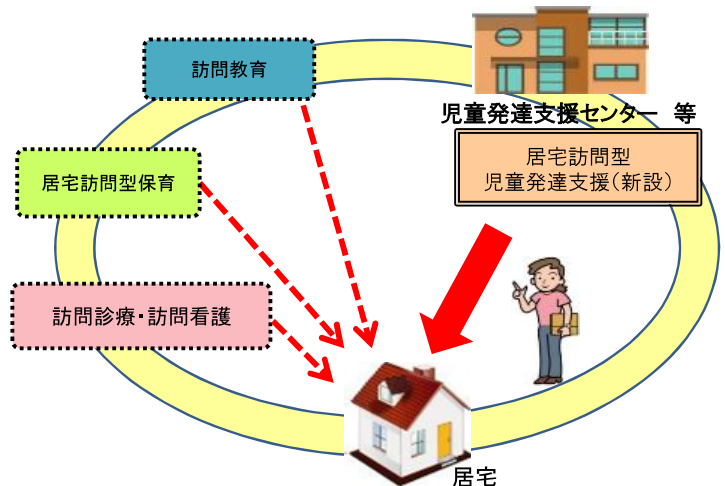 訪問教育
児童発達支援センター 等
居宅訪問型
児童発達支援(新設)
居宅訪問型保育
訪問診療・訪問看護
居宅